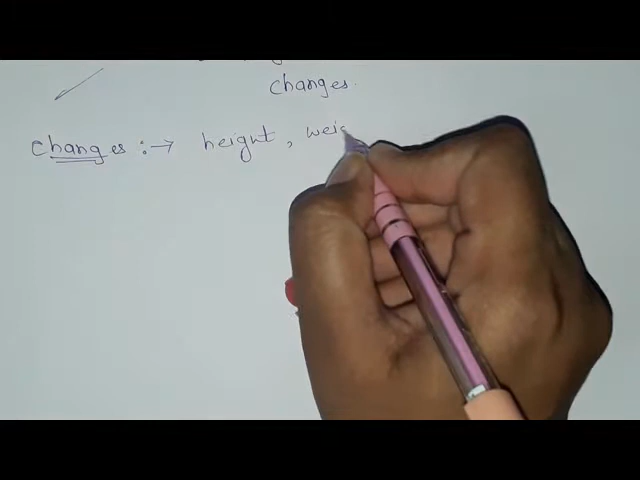 changes.
changes :→ height, wei